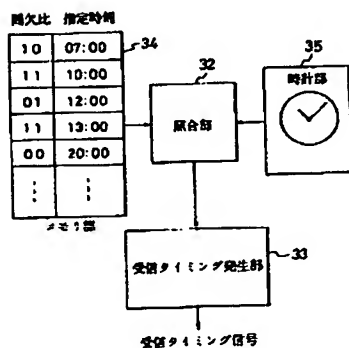 間欠比 指定時刻
10 07:00
11 10:00
01 12:00
11 13:00
00 20:00
メモリ部
34
32
照合部
35
時計部
33
受信タイミング発生部
受信タイミング信号